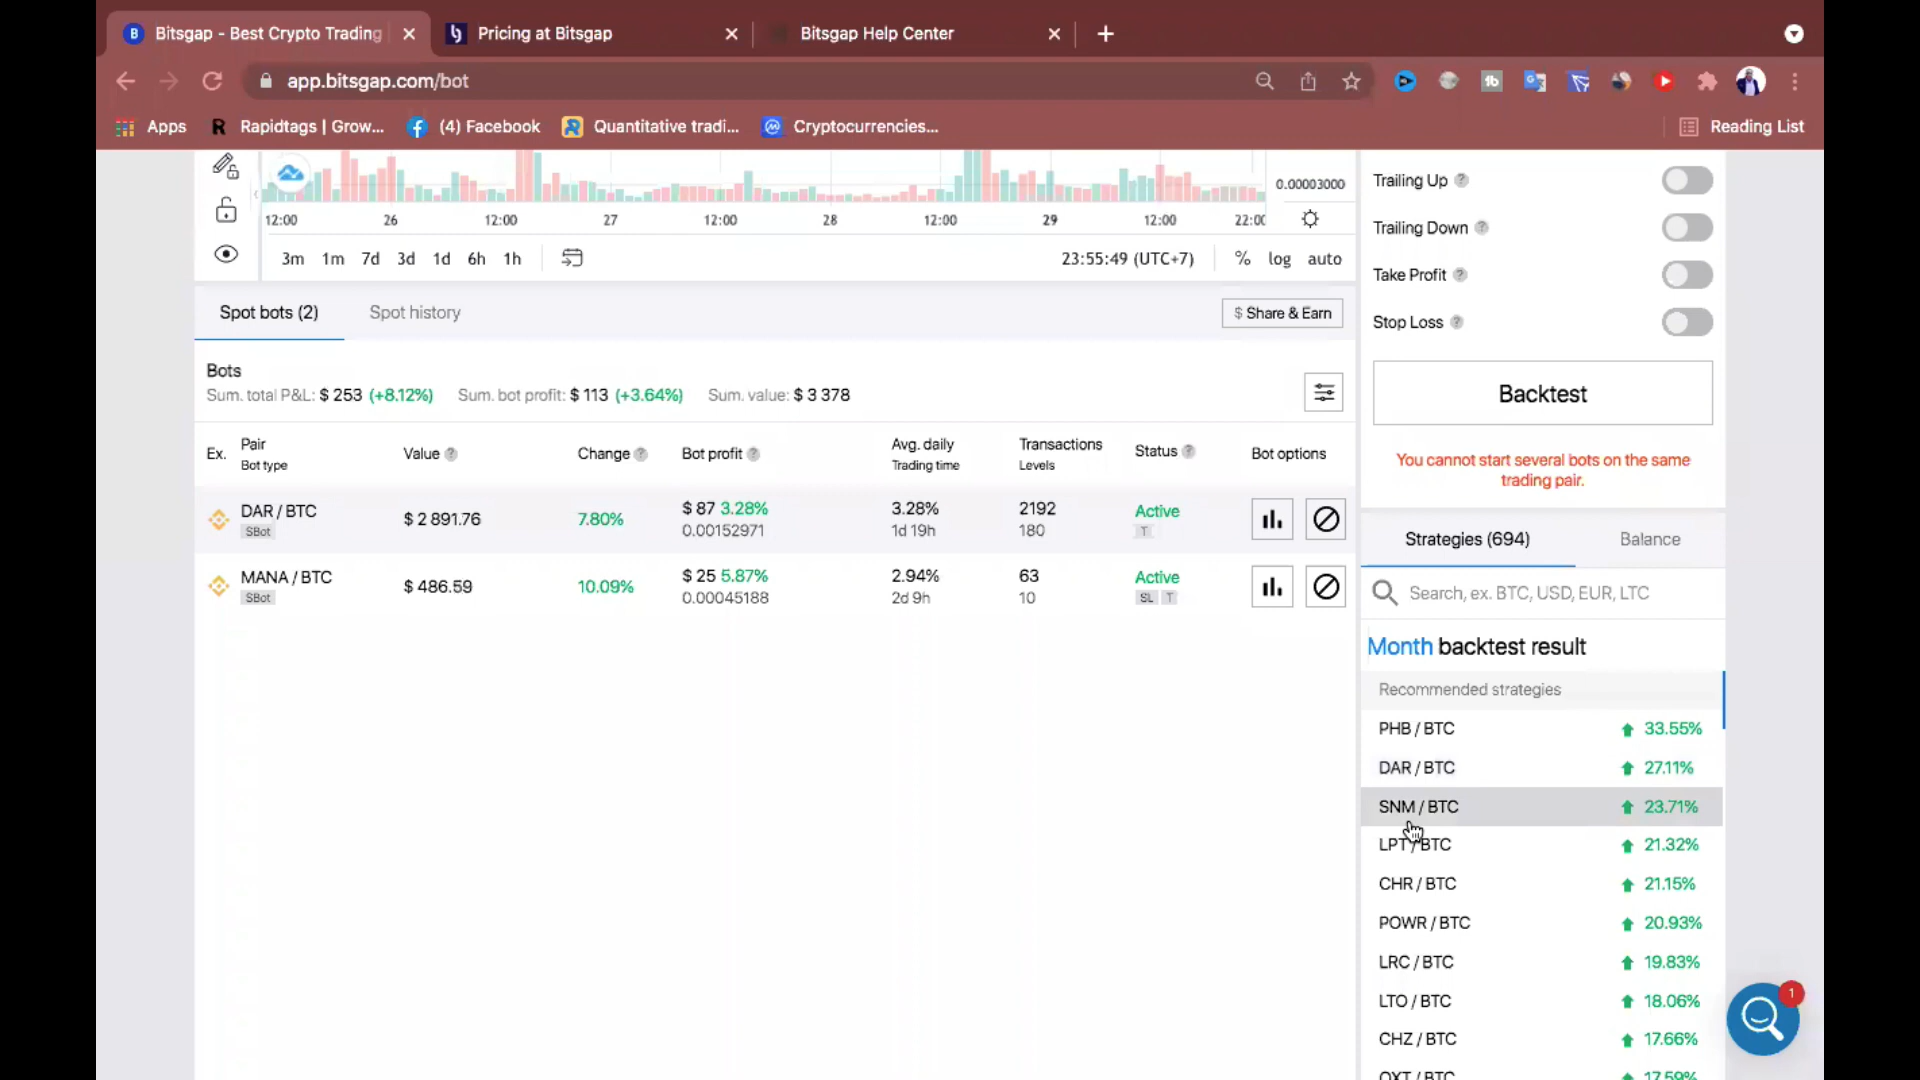 Bitsgap - Best Crypto Trading
Pricing at Bitsgap
Bitsgap Help Center
app.bitsgap.com/bot
Apps
Rapidtags | Grow...
(4) Facebook
Quantitative tradi...
Cryptocurrencies...
Reading List
0.00003000
12:00 26 12:00 27 12:00 28 12:00 29 12:00 22:00
3m 1m 7d 3d 1d 6h 1h
23:55:49 (UTC+7)
% log auto
Spot bots (2)
Spot history
$ Share & Earn
Bots
Sum. total P&L: $ 253 (+8.12%) Sum. bot profit: $ 113 (+3.64%) Sum. value: $ 3 378
Ex. Pair Value Change Bot profit Avg. daily Transactions Status Bot options
Bot type Trading time Levels
DAR / BTC $ 2 891.76 7.80% $ 87 3.28% 3.28% 2192 Active
SBot 0.00152971 1d 19h 180 T
MANA / BTC $ 486.59 10.09% $ 25 5.87% 2.94% 63 Active
SBot 0.00045188 2d 9h 10 SL T
Trailing Up
Trailing Down
Take Profit
Stop Loss
Backtest
You cannot start several bots on the same
trading pair.
Strategies (694)
Balance
Search, ex. BTC, USD, EUR, LTC
Month backtest result
Recommended strategies
PHB / BTC 33.55%
DAR / BTC 27.11%
SNM / BTC 23.71%
LPT / BTC 21.32%
CHR / BTC 21.15%
POWR / BTC 20.93%
LRC / BTC 19.83%
LTO / BTC 18.06%
CHZ / BTC 17.66%
OXT / BTC 17.59%
1